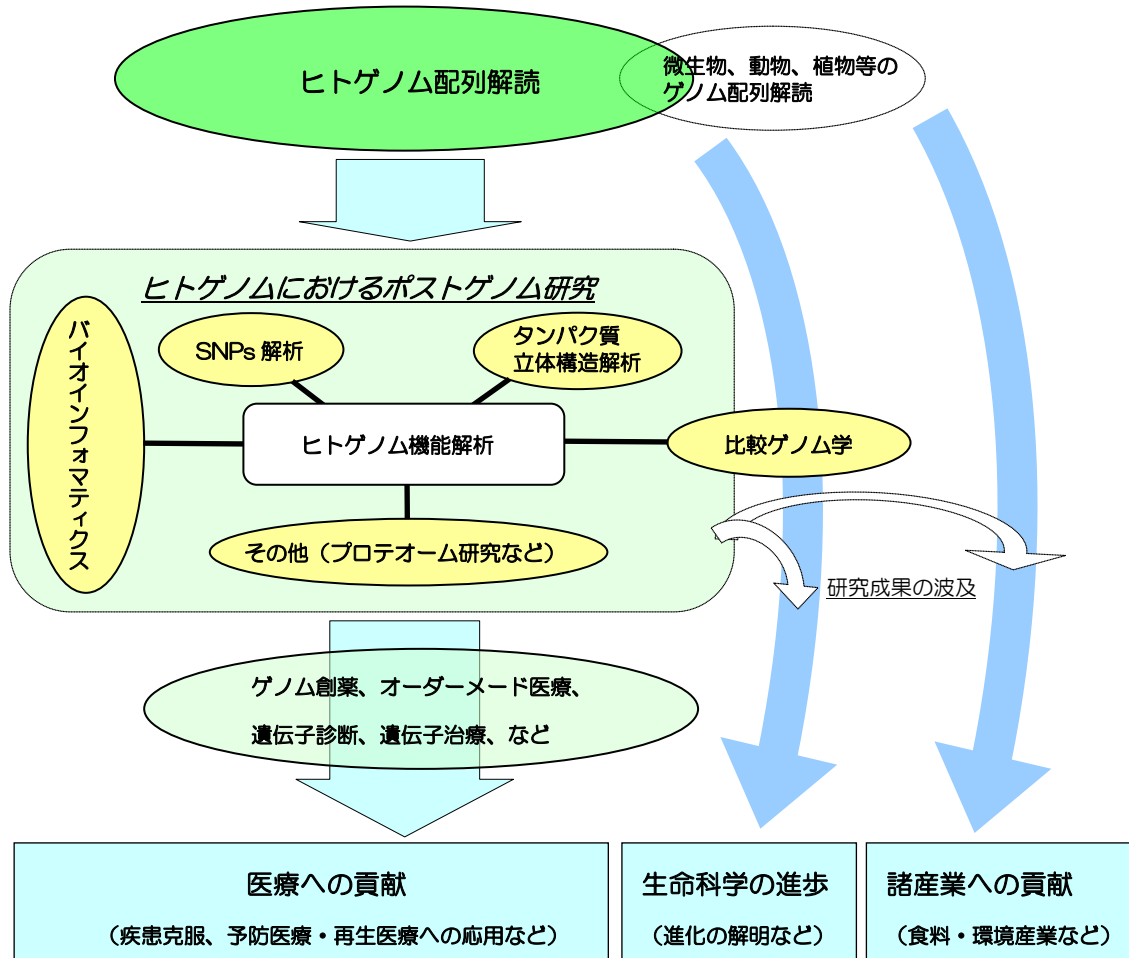 ヒトゲノム配列解読
微生物、動物、植物等の
ゲノム配列解読
ヒトゲノムにおけるポストゲノム研究
バイオインフォマティクス
SNPs 解析
タンパク質
立体構造解析
ヒトゲノム機能解析
比較ゲノム学
その他（プロテオーム研究など）
研究成果の波及
ゲノム創薬、オーダーメード医療、
遺伝子診断、遺伝子治療、など
医療への貢献
（疾患克服、予防医療・再生医療への応用など）
生命科学の進歩
（進化の解明など）
諸産業への貢献
（食料・環境産業など）